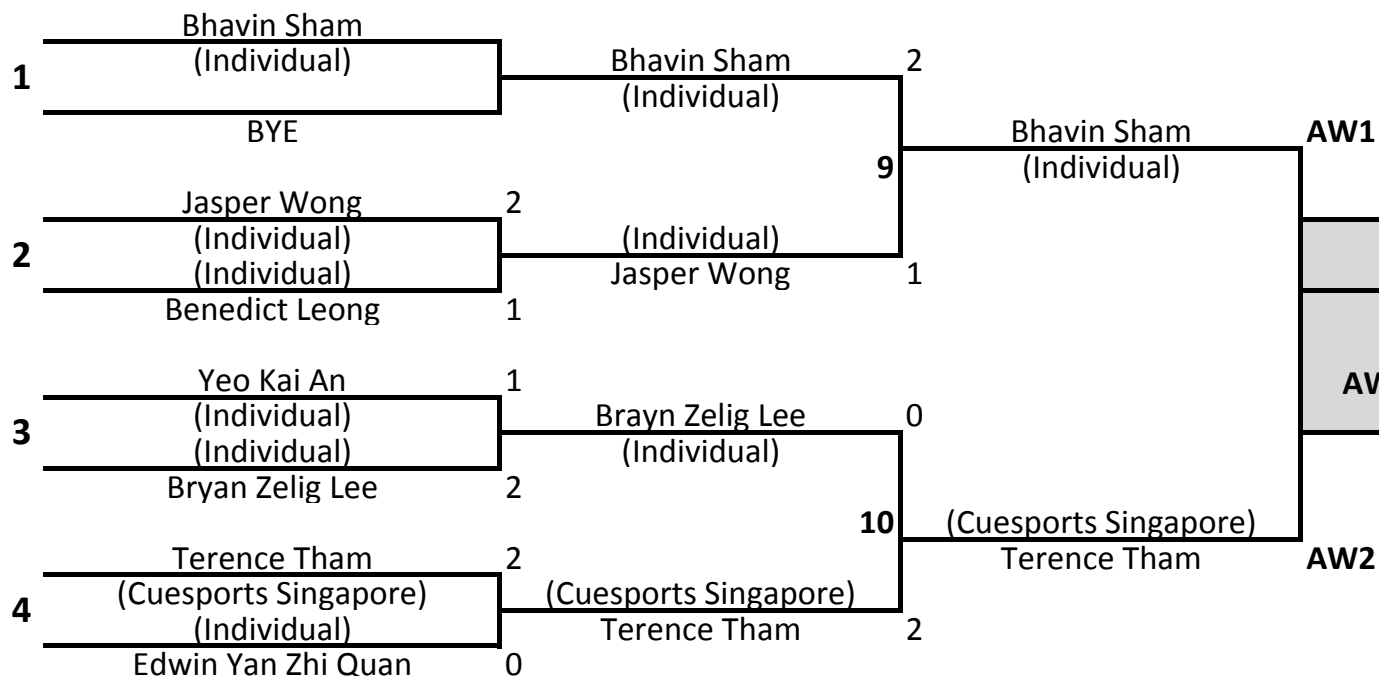 Bhavin Sham
(Individual)
1
BYE
Jasper Wong 2
(Individual)
2
(Individual)
Benedict Leong 1
Yeo Kai An 1
(Individual)
3
(Individual)
Bryan Zelig Lee 2
Terence Tham 2
(Cuesports Singapore)
4
(Individual)
Edwin Yan Zhi Quan 0
Bhavin Sham 2
(Individual)
9
(Individual)
Jasper Wong 1
Brayn Zelig Lee 0
(Individual)
10
(Cuesports Singapore)
Terence Tham 2
Bhavin Sham AW1
(Individual)
(Cuesports Singapore)
Terence Tham AW2
AW